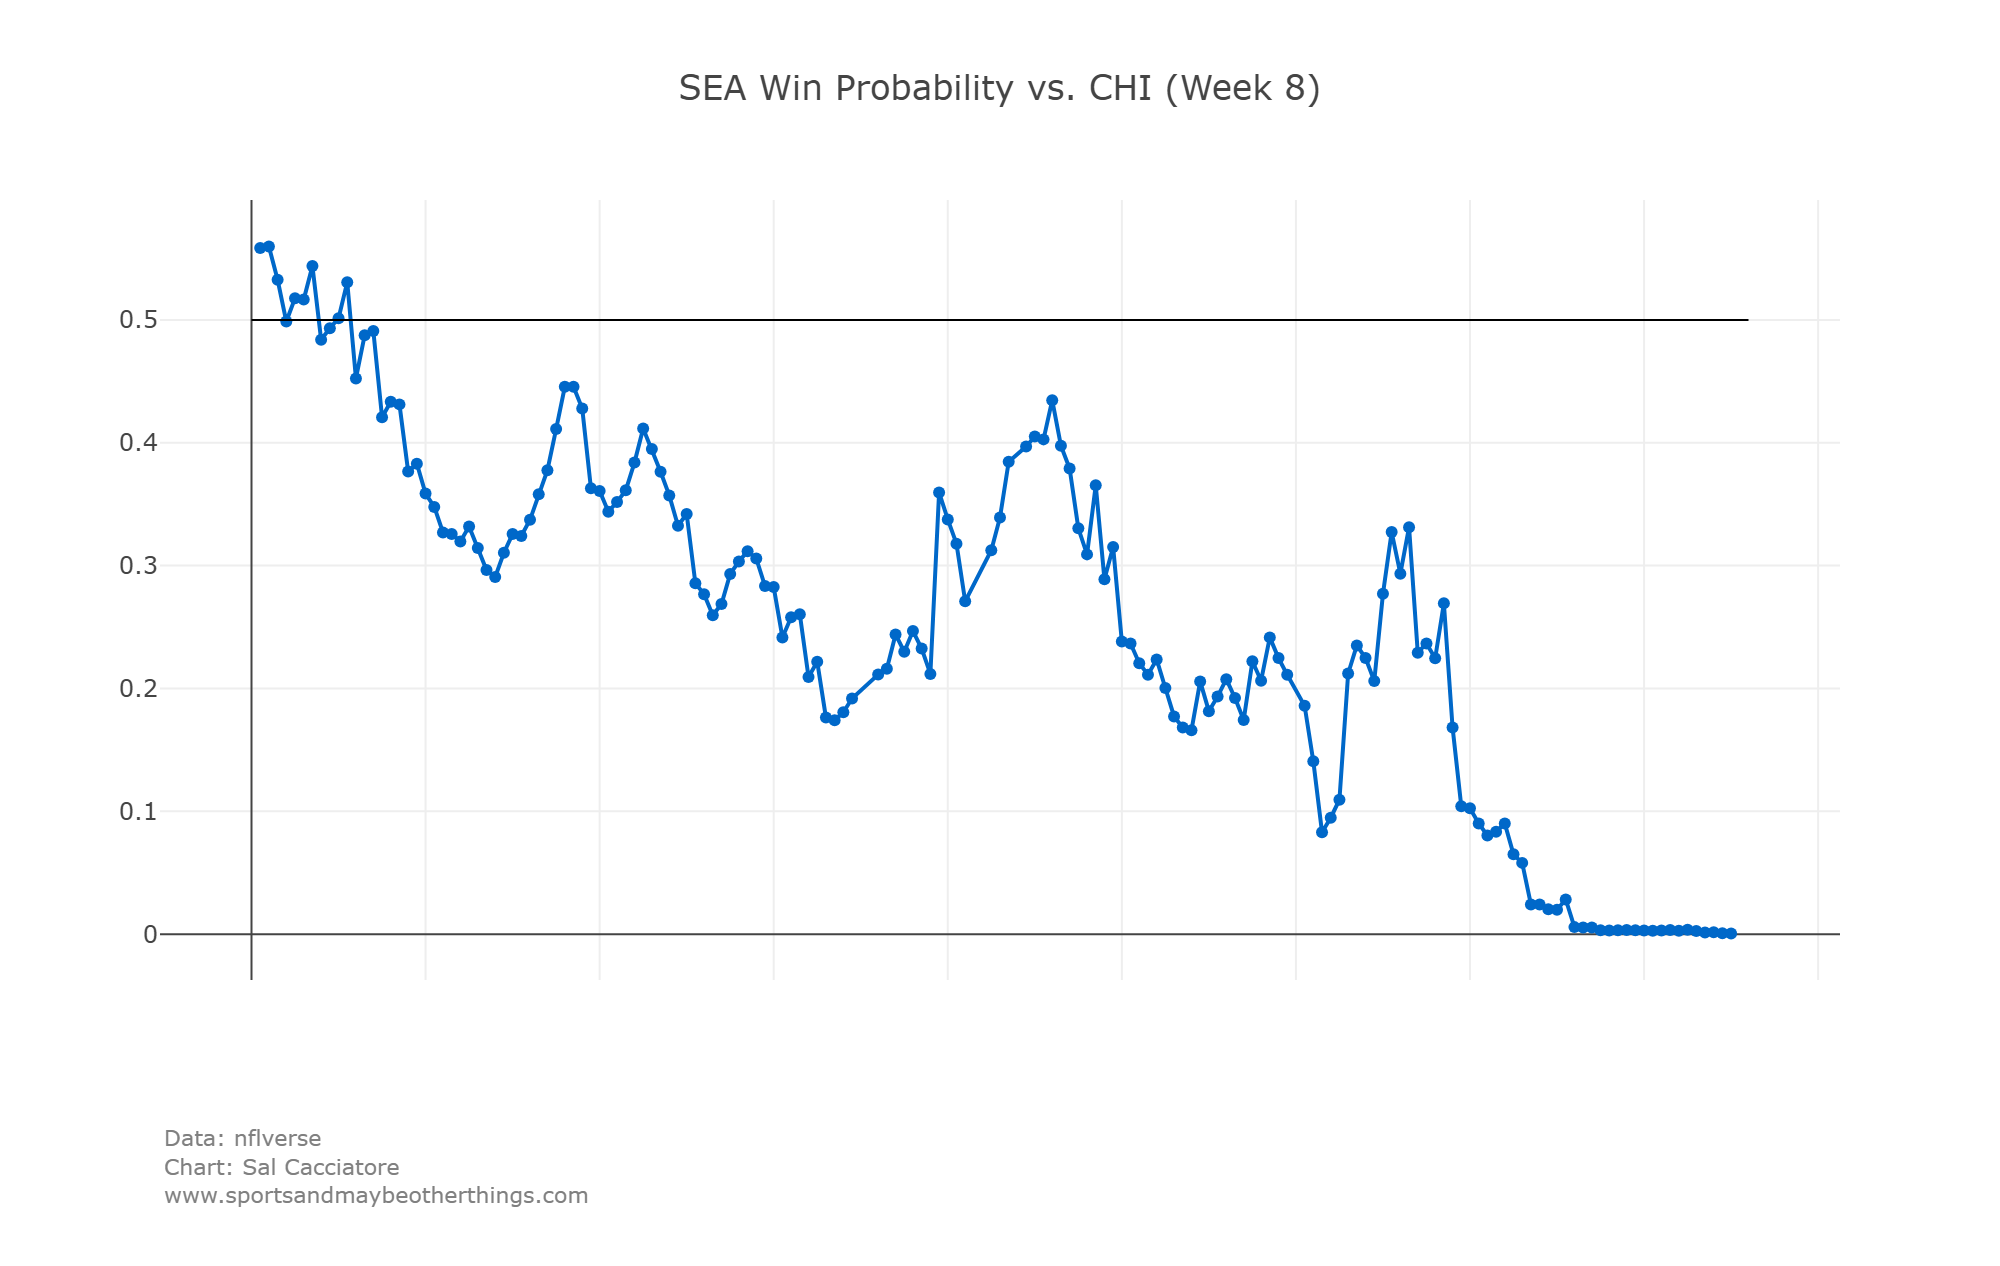 SEA Win Probability vs. CHI (Week 8)
0.5
0.4
0.3
0.2
0.1
0
Data: nflverse
Chart: Sal Cacciatore
www.sportsandmaybeotherthings.com